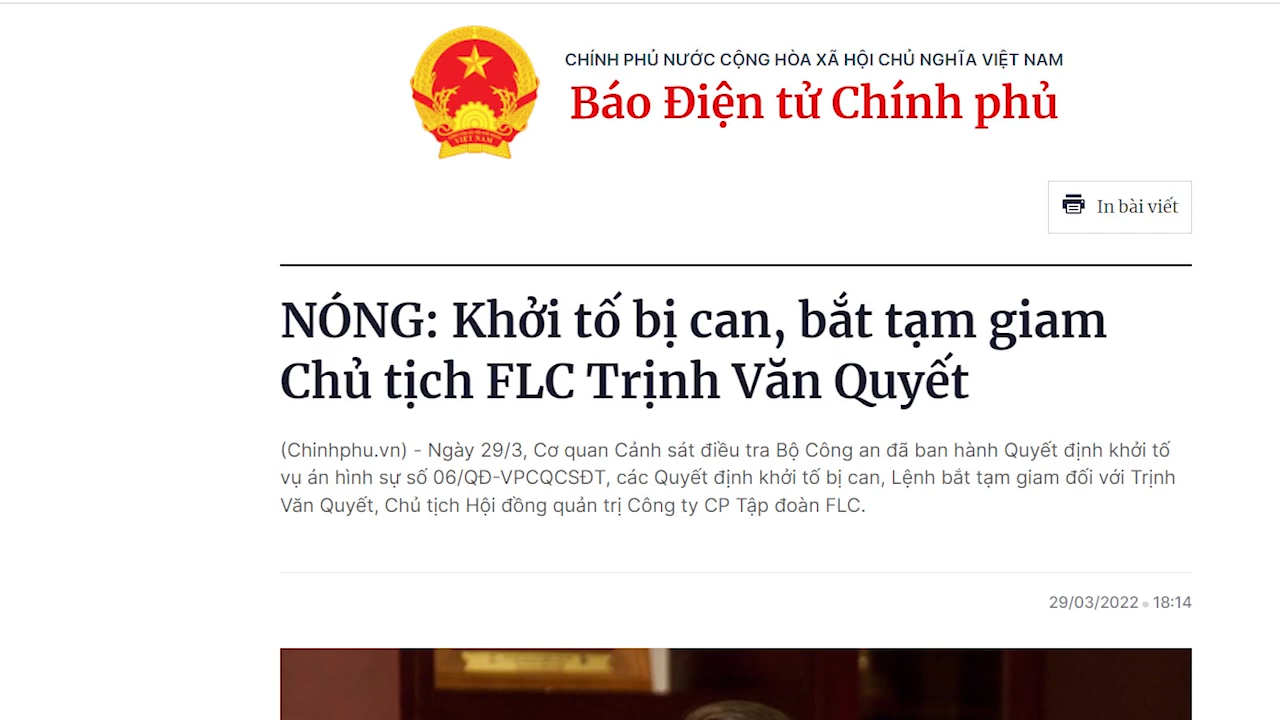 CHÍNH PHỦ NƯỚC CỘNG HÒA XÃ HỘI CHỦ NGHĨA VIỆT NAM
Báo Điện tử Chính phủ
VIỆT NAM
In bài viết
NÓNG: Khởi tố bị can, bắt tạm giam
Chủ tịch FLC Trịnh Văn Quyết
(Chinhphu.vn) - Ngày 29/3, Cơ quan Cảnh sát điều tra Bộ Công an đã ban hành Quyết định khởi tố
vụ án hình sự số 06/QĐ-VPCQCSĐT, các Quyết định khởi tố bị can, Lệnh bắt tạm giam đối với Trịnh
Văn Quyết, Chủ tịch Hội đồng quản trị Công ty CP Tập đoàn FLC.
29/03/2022 18:14